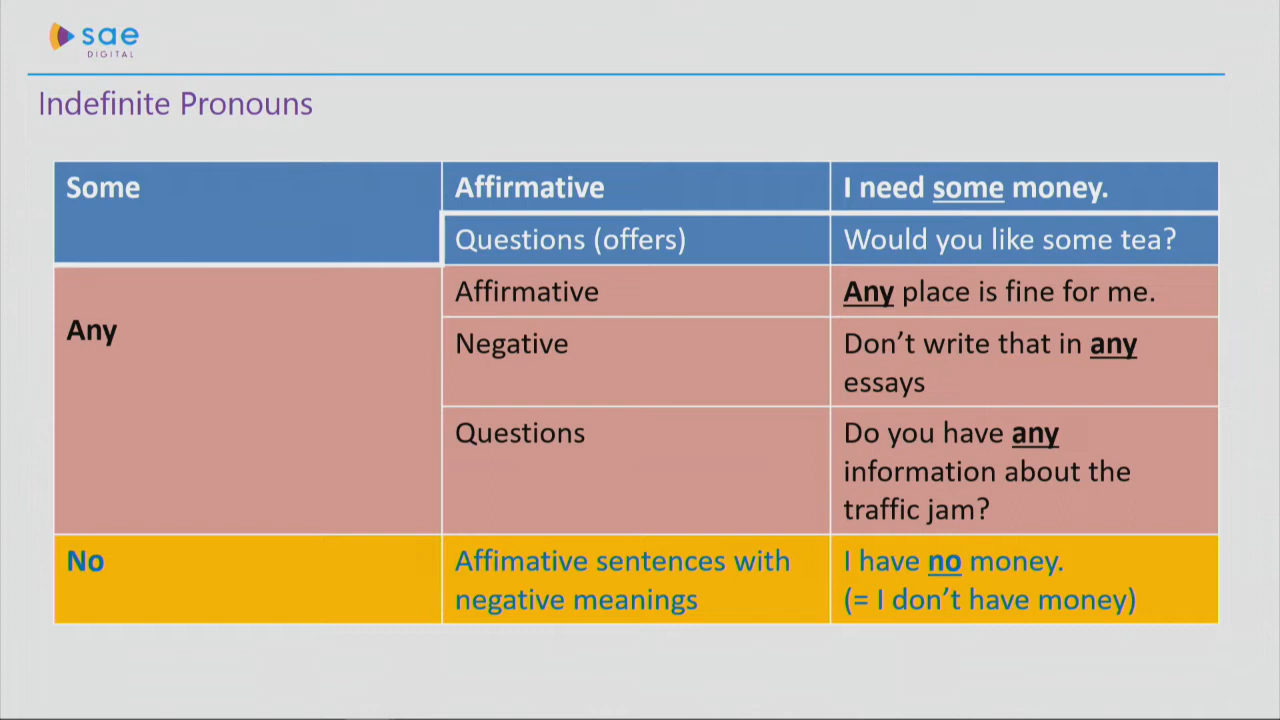 sae
DIGITAL
Indefinite Pronouns
Some
Affirmative
I need some money.
Questions (offers)
Would you like some tea?
Any
Affirmative
Any place is fine for me.
Negative
Don’t write that in any
essays
Questions
Do you have any
information about the
traffic jam?
No
Affimative sentences with
negative meanings
I have no money.
(= I don’t have money)